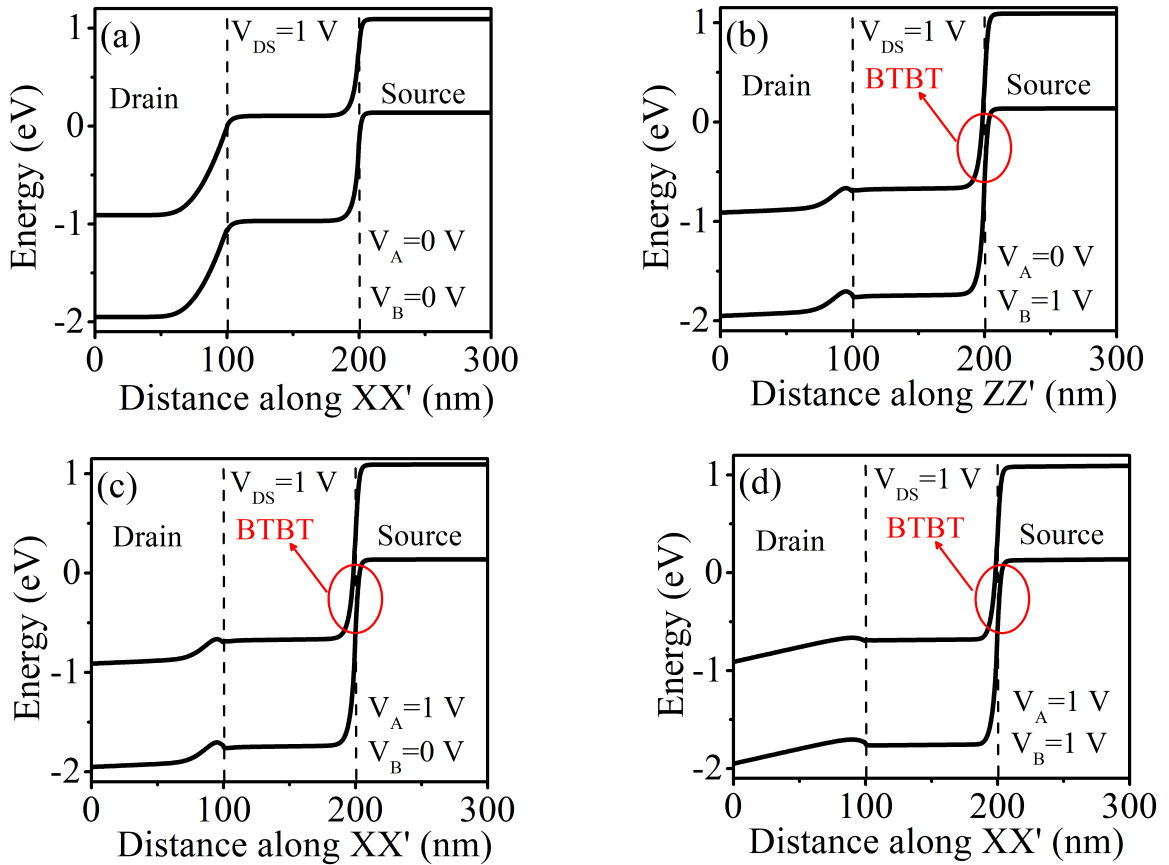 (a)
V_DS=1 V
Drain
Source
V_A=0 V
V_B=0 V
Energy (eV)
1
0
-1
-2
0 100 200 300
Distance along XX' (nm)
(b)
V_DS=1 V
BTBT
Drain
Source
V_A=0 V
V_B=1 V
Energy (eV)
1
0
-1
-2
0 100 200 300
Distance along ZZ' (nm)
(c)
V_DS=1 V
Drain
BTBT
Source
V_A=1 V
V_B=0 V
Energy (eV)
1
0
-1
-2
0 100 200 300
Distance along XX' (nm)
(d)
V_DS=1 V
Drain
BTBT
Source
V_A=1 V
V_B=1 V
Energy (eV)
1
0
-1
-2
0 100 200 300
Distance along XX' (nm)